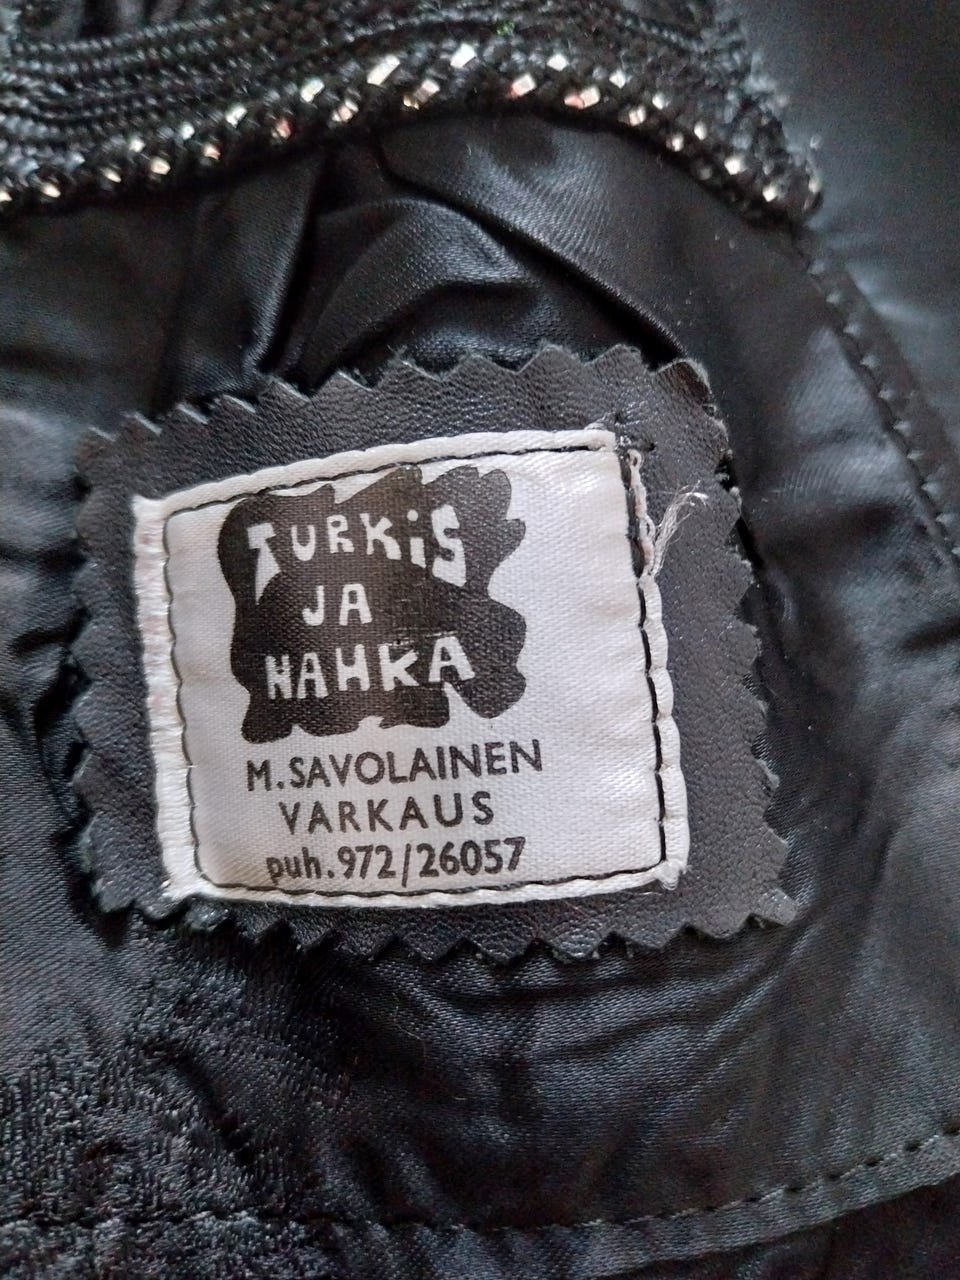 TURKiS
JA
NAHKA
M.SAVOLAINEN
VARKAUS
puh.972/26057